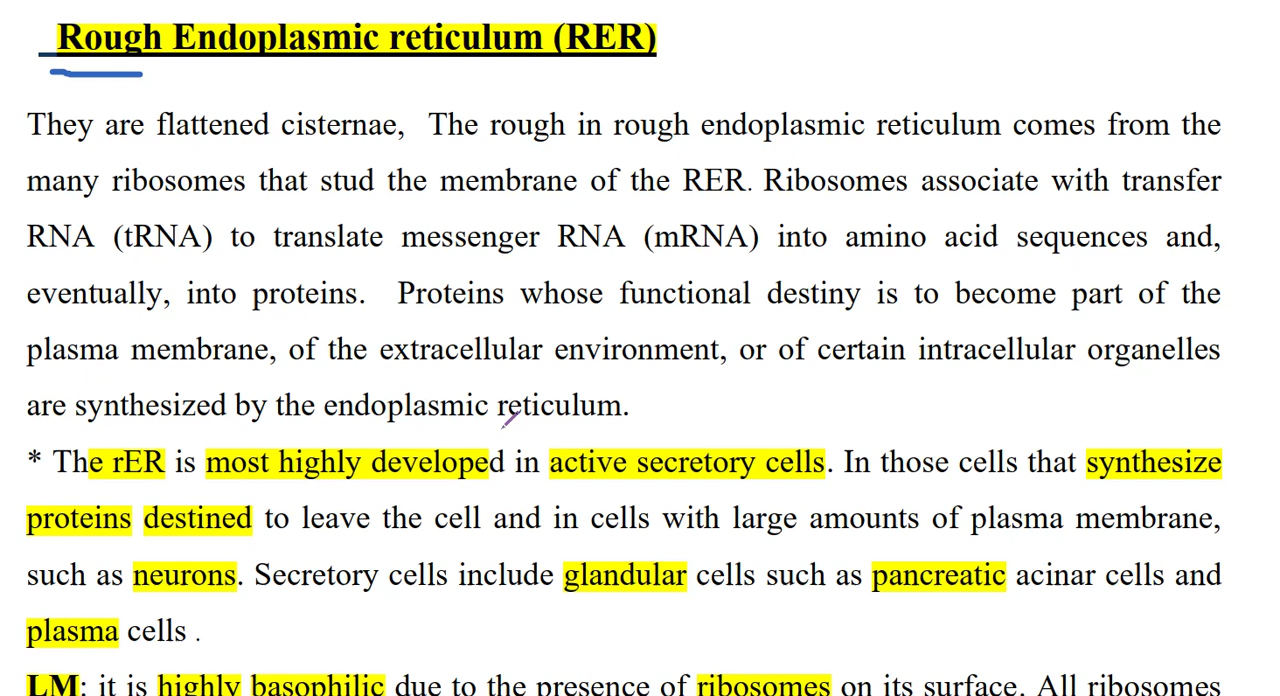 Rough Endoplasmic reticulum (RER)
They are flattened cisternae, The rough in rough endoplasmic reticulum comes from the
many ribosomes that stud the membrane of the RER. Ribosomes associate with transfer
RNA (tRNA) to translate messenger RNA (mRNA) into amino acid sequences and,
eventually, into proteins. Proteins whose functional destiny is to become part of the
plasma membrane, of the extracellular environment, or of certain intracellular organelles
are synthesized by the endoplasmic reticulum.
* The rER is most highly developed in active secretory cells. In those cells that synthesize
proteins destined to leave the cell and in cells with large amounts of plasma membrane,
such as neurons. Secretory cells include glandular cells such as pancreatic acinar cells and
plasma cells .
LM: it is highly basophilic due to the presence of ribosomes on its surface. All ribosomes